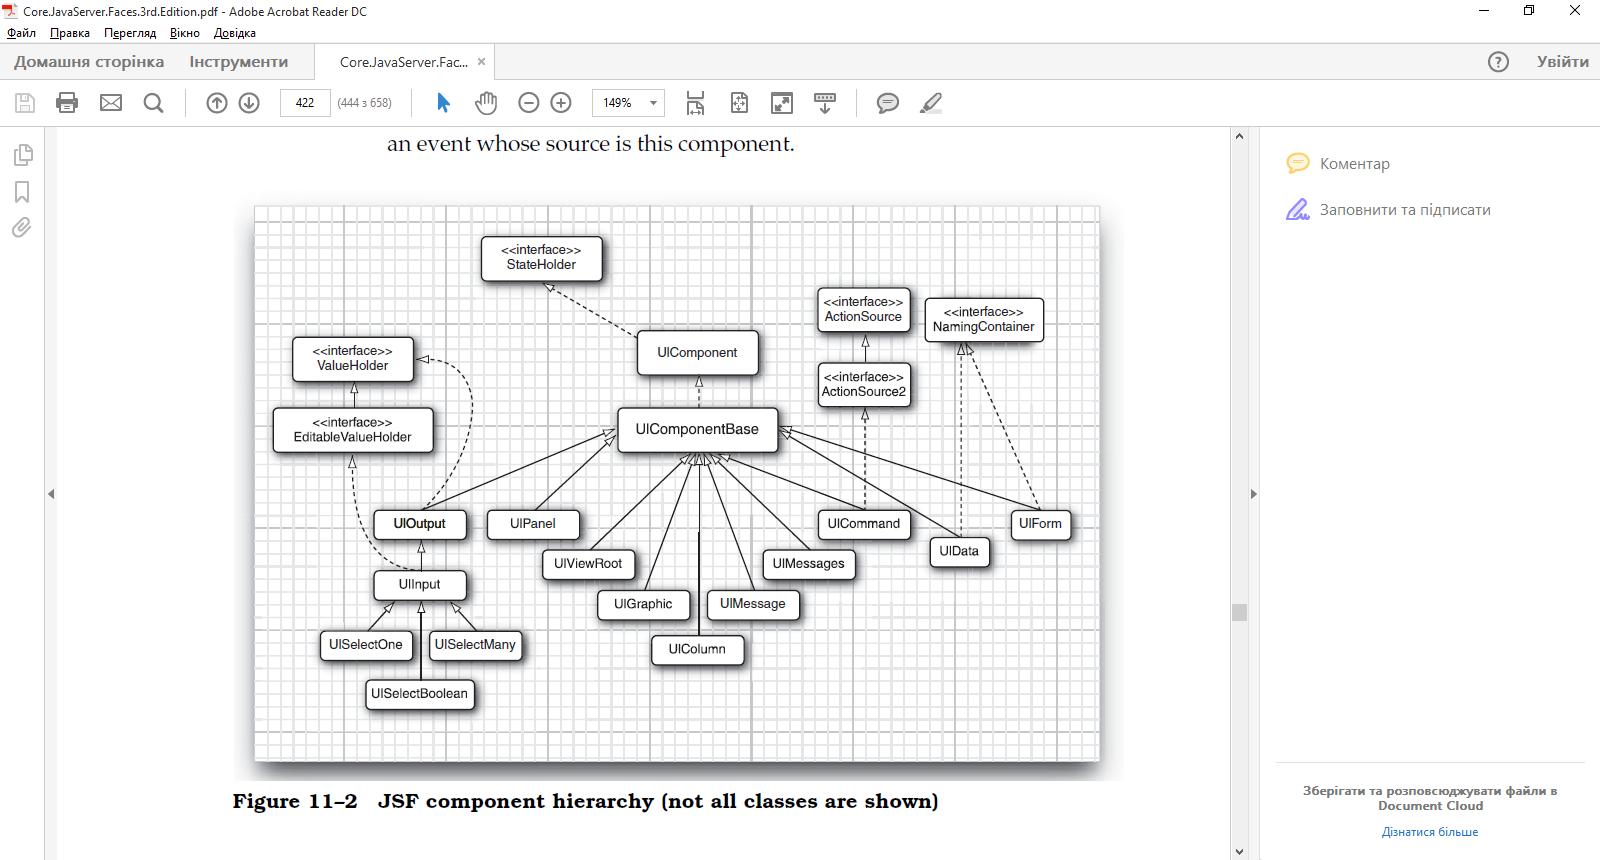 Core.JavaServer.Faces.3rd.Edition.pdf - Adobe Acrobat Reader DC
Файл Правка Перегляд Вікно Довідка
Домашня сторінка Інструменти Core.JavaServer.Fac... × ? Увійти
422 (444 з 658) 149%
an event whose source is this component.
<<interface>>
StateHolder
<<interface>>
ActionSource
<<interface>>
NamingContainer
<<interface>>
ValueHolder
UIComponent
<<interface>>
ActionSource2
<<interface>>
EditableValueHolder
UIComponentBase
UIOutput
UIPanel
UICommand
UIForm
UIData
UIViewRoot
UIMessages
UIInput
UIGraphic
UIMessage
UISelectOne
UISelectMany
UIColumn
UISelectBoolean
Figure 11–2 JSF component hierarchy (not all classes are shown)
Коментар
Заповнити та підписати
Зберігати та розповсюджувати файли в
Document Cloud
Дізнатися більше